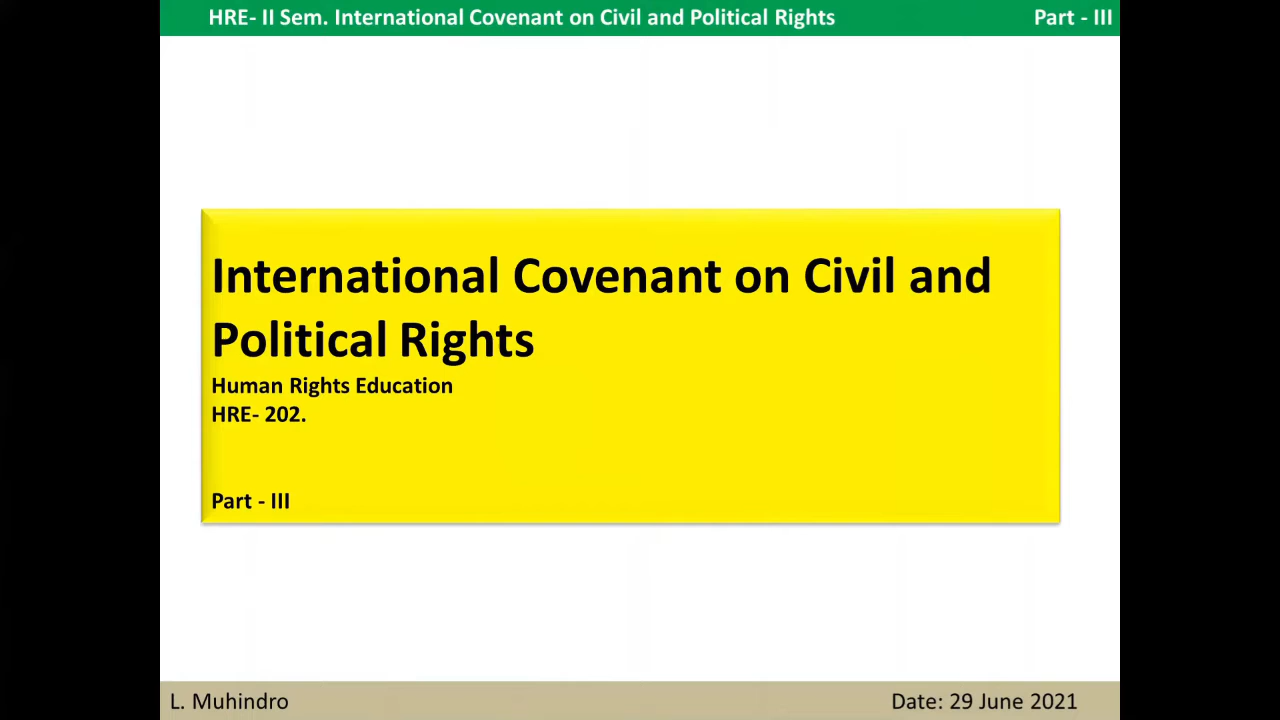 HRE- II Sem. International Covenant on Civil and Political Rights Part - III
International Covenant on Civil and
Political Rights
Human Rights Education
HRE- 202.
Part - III
L. Muhindro Date: 29 June 2021